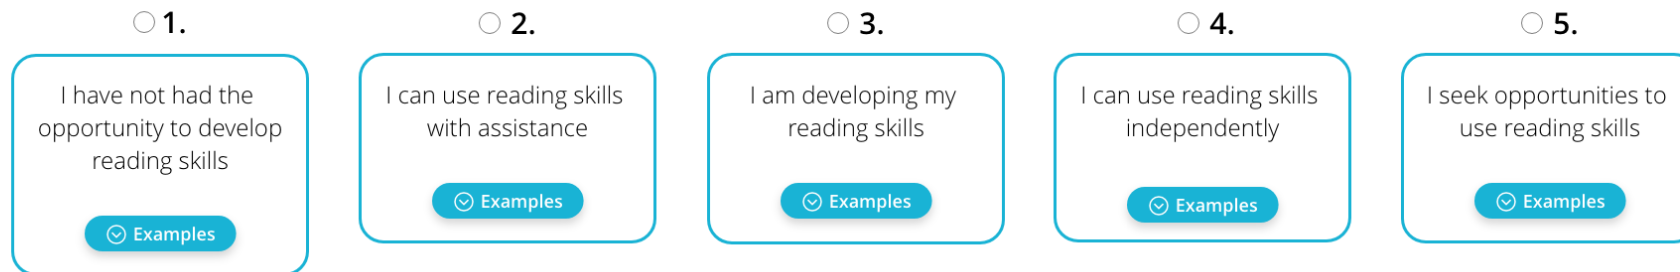 1.
I have not had the
opportunity to develop
reading skills
Examples
2.
I can use reading skills
with assistance
Examples
3.
I am developing my
reading skills
Examples
4.
I can use reading skills
independently
Examples
5.
I seek opportunities to
use reading skills
Examples